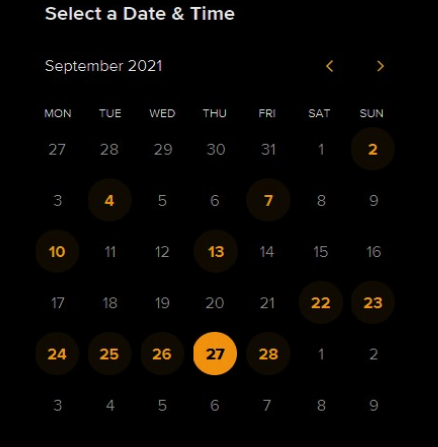 Select a Date & Time
September 2021
MON TUE WED THU FRI SAT SUN
27 28 29 30 31 1 2
3 4 5 6 7 8 9
10 11 12 13 14 15 16
17 18 19 20 21 22 23
24 25 26 27 28 1 2
3 4 5 6 7 8 9